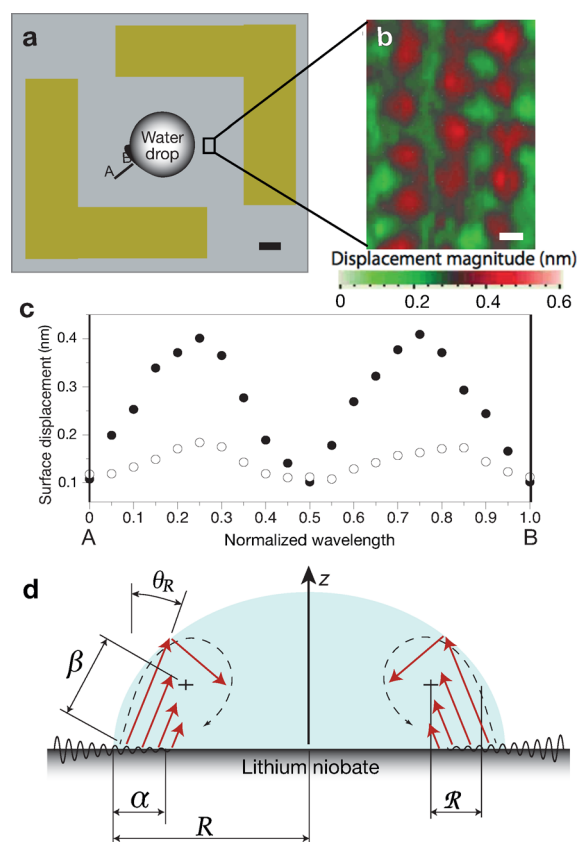 a
Water
drop
B
A
b
Displacement magnitude (nm)
0 0.2 0.4 0.6
c
Surface displacement (nm)
0.4
0.3
0.2
0.1
0 0.1 0.2 0.3 0.4 0.5 0.6 0.7 0.8 0.9 1.0
A Normalized wavelength B
d
θR
z
β
Lithium niobate
α
R
ℛ